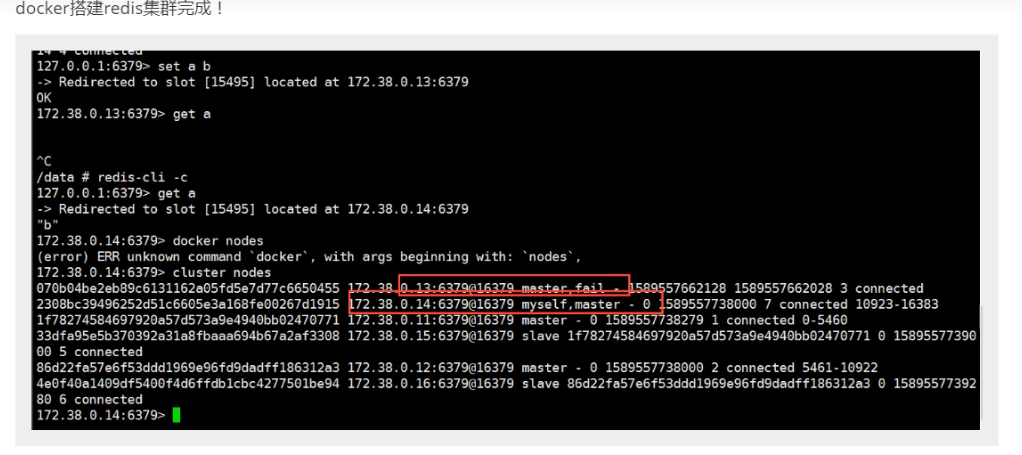 docker搭建redis集群完成！
14 4 connected
127.0.0.1:6379> set a b
-> Redirected to slot [15495] located at 172.38.0.13:6379
OK
172.38.0.13:6379> get a
^C
/data # redis-cli -c
127.0.0.1:6379> get a
-> Redirected to slot [15495] located at 172.38.0.14:6379
"b"
172.38.0.14:6379> docker nodes
(error) ERR unknown command `docker`, with args beginning with: `nodes`,
172.38.0.14:6379> cluster nodes
070b04be2eb89c6131162a05fd5e7d77c6650455 172.38.0.13:6379@16379 master,fail - 1589557662128 1589557662028 3 connected
2308bc39496252d51c6605e3a168fe00267d1915 172.38.0.14:6379@16379 myself,master - 0 1589557738000 7 connected 10923-16383
1f78274584697920a57d573a9e4940bb02470771 172.38.0.11:6379@16379 master - 0 1589557738279 1 connected 0-5460
33dfa95e5b370392a31a8fbaaa694b67a2af3308 172.38.0.15:6379@16379 slave 1f78274584697920a57d573a9e4940bb02470771 0 1589557739000 5 connected
86d22fa57e6f53ddd1969e96fd9dadff186312a3 172.38.0.12:6379@16379 master - 0 1589557738000 2 connected 5461-10922
4e0f40a1409df5400f4d6ffdb1cbc4277501be94 172.38.0.16:6379@16379 slave 86d22fa57e6f53ddd1969e96fd9dadff186312a3 0 1589557739280 6 connected
172.38.0.14:6379>